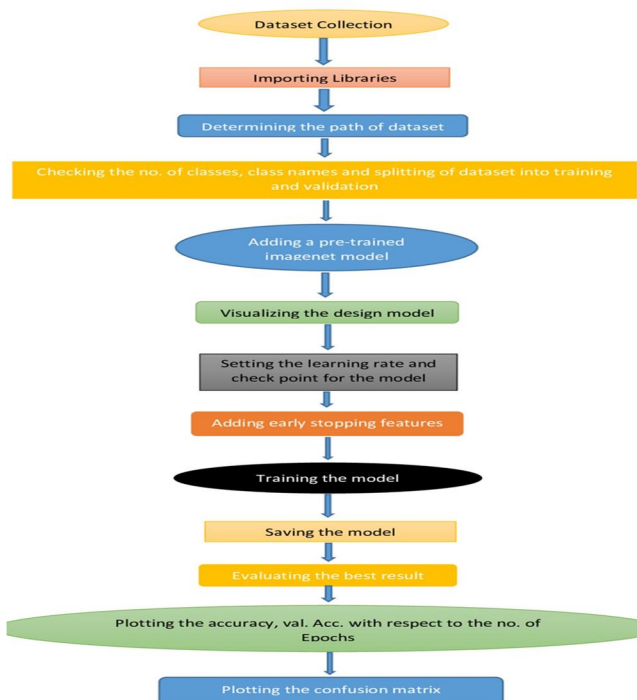 Dataset Collection
Importing Libraries
Determining the path of dataset
Checking the no. of classes, class names and splitting of dataset into training
and validation
Adding a pre-trained
imagenet model
Visualizing the design model
Setting the learning rate and
check point for the model
Adding early stopping features
Training the model
Saving the model
Evaluating the best result
Plotting the accuracy, val. Acc. with respect to the no. of
Epochs
Plotting the confusion matrix